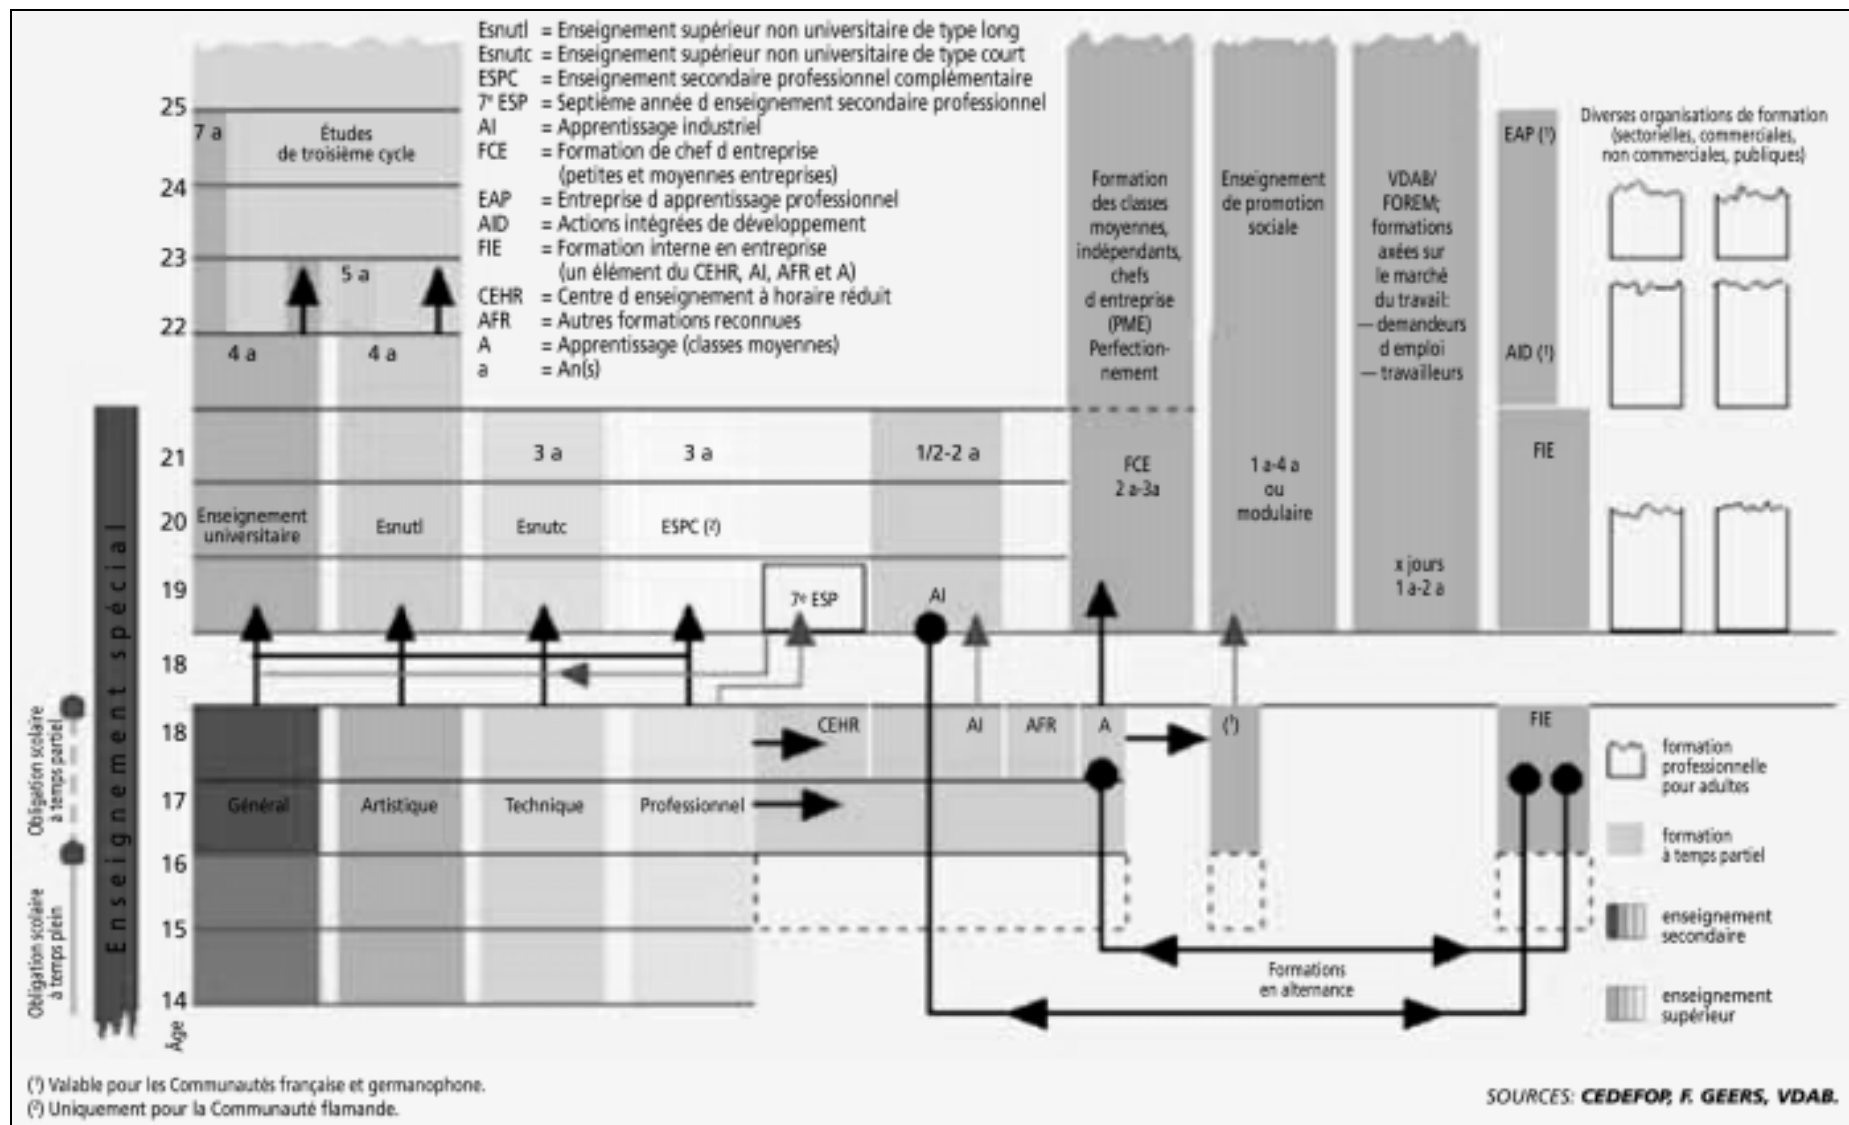 Esnutl = Enseignement supérieur non universitaire de type long
Esnutc = Enseignement supérieur non universitaire de type court
ESPC = Enseignement secondaire professionnel complémentaire
7e ESP = Septième année d enseignement secondaire professionnel
AI = Apprentissage industriel
FCE = Formation de chef d entreprise
(petites et moyennes entreprises)
EAP = Entreprise d apprentissage professionnel
AID = Actions intégrées de développement
FIE = Formation interne en entreprise
(un élément du CEHR, AI, AFR et A)
CEHR = Centre d enseignement à horaire réduit
AFR = Autres formations reconnues
A = Apprentissage (classes moyennes)
a = An(s)
25
24
23
22
21
20
19
18
18
17
16
15
14
Âge
7 a
Études
de troisième cycle
5 a
4 a
4 a
3 a
3 a
1/2-2 a
Enseignement
universitaire
Esnutl
Esnutc
ESPC (²)
7e ESP
AI
Formation
des classes
moyennes,
indépendants,
chefs
d entreprise
(PME)
Perfection-
nement
FCE
2 a-3a
Enseignement
de promotion
sociale
1 a-4 a
ou
modulaire
VDAB/
FOREM;
formations
axées sur
le marché
du travail:
— demandeurs
d emploi
— travailleurs
x jours
1 a-2 a
EAP (¹)
AID (¹)
FIE
Diverses organisations de formation
(sectorielles, commerciales,
non commerciales, publiques)
Enseignement spécial
Obligation scolaire
à temps partiel
Obligation scolaire
à temps plein
CEHR
AI
AFR
A
(¹)
FIE
Général
Artistique
Technique
Professionnel
Formations
en alternance
formation
professionnelle
pour adultes
formation
à temps partiel
enseignement
secondaire
enseignement
supérieur
(¹) Valable pour les Communautés française et germanophone.
(²) Uniquement pour la Communauté flamande.
SOURCES: CEDEFOP, F. GEERS, VDAB.